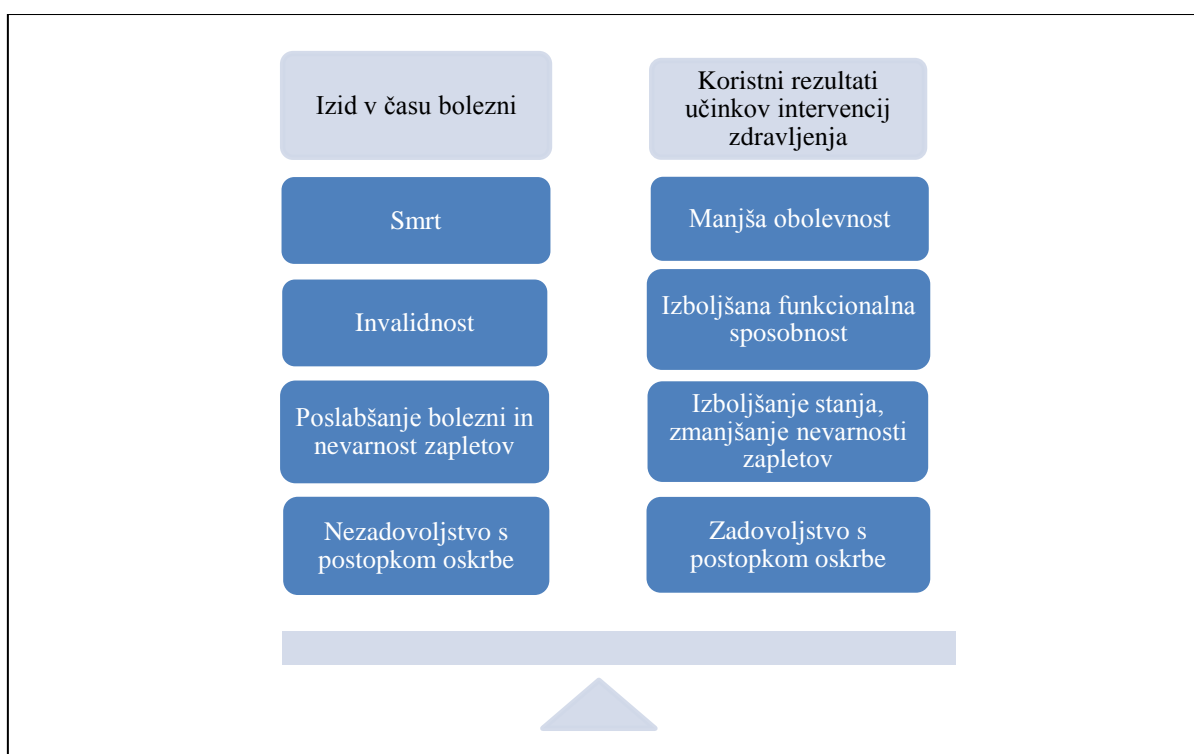 Izid v času bolezni
Koristni rezultati
učinkov intervencij
zdravljenja
Smrt
Manjša obolevnost
Invalidnost
Izboljšana funkcionalna
sposobnost
Poslabšanje bolezni in
nevarnost zapletov
Izboljšanje stanja,
zmanjšanje nevarnosti
zapletov
Nezadovoljstvo s
postopkom oskrbe
Zadovoljstvo s
postopkom oskrbe